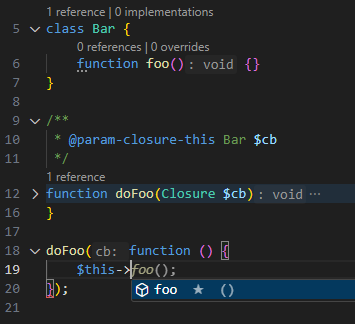 1 reference | 0 implementations
5 class Bar {
0 references | 0 overrides
6 function foo(): void {}
7 }
8
9 /**
10 * @param-closure-this Bar $cb
11 */
1 reference
12 function doFoo(Closure $cb): void ⋯
16 }
17
18 doFoo(cb: function () {
19 $this->foo();
20 });
foo ★ ()
21